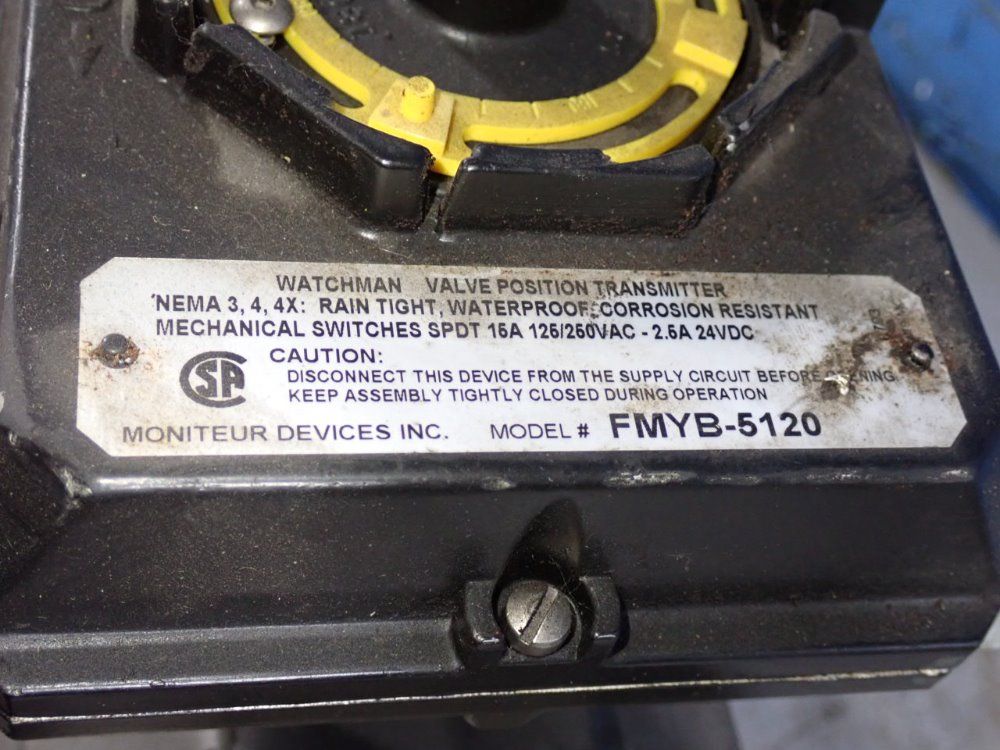 WATCHMAN VALVE POSITION TRANSMITTER
NEMA 3, 4, 4X: RAIN TIGHT, WATERPROOF, CORROSION RESISTANT
MECHANICAL SWITCHES SPDT 15A 125/250VAC - 2.5A 24VDC
CAUTION:
DISCONNECT THIS DEVICE FROM THE SUPPLY CIRCUIT BEFORE OPENING.
KEEP ASSEMBLY TIGHTLY CLOSED DURING OPERATION
MONITEUR DEVICES INC. MODEL # FMYB-5120